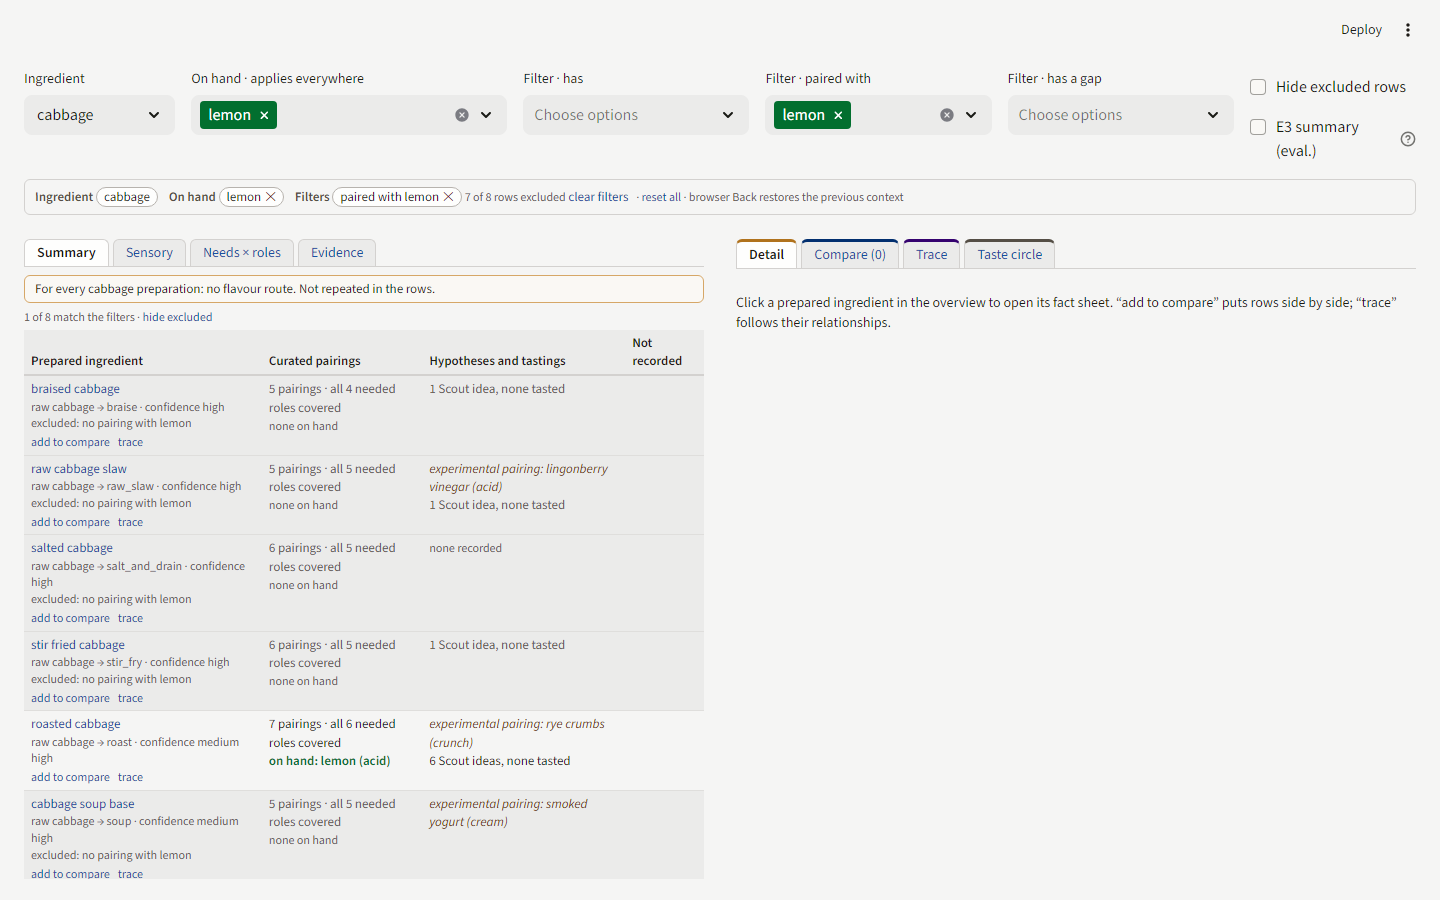 Deploy
Ingredient
On hand · applies everywhere
Filter · has
Filter · paired with
Filter · has a gap
cabbage
lemon ×
Choose options
lemon ×
Choose options
Hide excluded rows
E3 summary
(eval.)
Ingredient cabbage On hand lemon × Filters paired with lemon × 7 of 8 rows excluded clear filters · reset all · browser Back restores the previous context
Summary
Sensory
Needs × roles
Evidence
For every cabbage preparation: no flavour route. Not repeated in the rows.
1 of 8 match the filters · hide excluded
Prepared ingredient
Curated pairings
Hypotheses and tastings
Not
recorded
braised cabbage
raw cabbage → braise · confidence high
excluded: no pairing with lemon
add to compare trace
5 pairings · all 4 needed
roles covered
none on hand
1 Scout idea, none tasted
raw cabbage slaw
raw cabbage → raw_slaw · confidence high
excluded: no pairing with lemon
add to compare trace
5 pairings · all 5 needed
roles covered
none on hand
experimental pairing: lingonberry
vinegar (acid)
1 Scout idea, none tasted
salted cabbage
raw cabbage → salt_and_drain · confidence
high
excluded: no pairing with lemon
add to compare trace
6 pairings · all 5 needed
roles covered
none on hand
none recorded
stir fried cabbage
raw cabbage → stir_fry · confidence high
excluded: no pairing with lemon
add to compare trace
6 pairings · all 5 needed
roles covered
none on hand
1 Scout idea, none tasted
roasted cabbage
raw cabbage → roast · confidence medium
high
add to compare trace
7 pairings · all 6 needed
roles covered
on hand: lemon (acid)
experimental pairing: rye crumbs
(crunch)
6 Scout ideas, none tasted
cabbage soup base
raw cabbage → soup · confidence medium
high
excluded: no pairing with lemon
add to compare trace
5 pairings · all 5 needed
roles covered
none on hand
experimental pairing: smoked
yogurt (cream)
Detail
Compare (0)
Trace
Taste circle
Click a prepared ingredient in the overview to open its fact sheet. “add to compare” puts rows side by side; “trace”
follows their relationships.